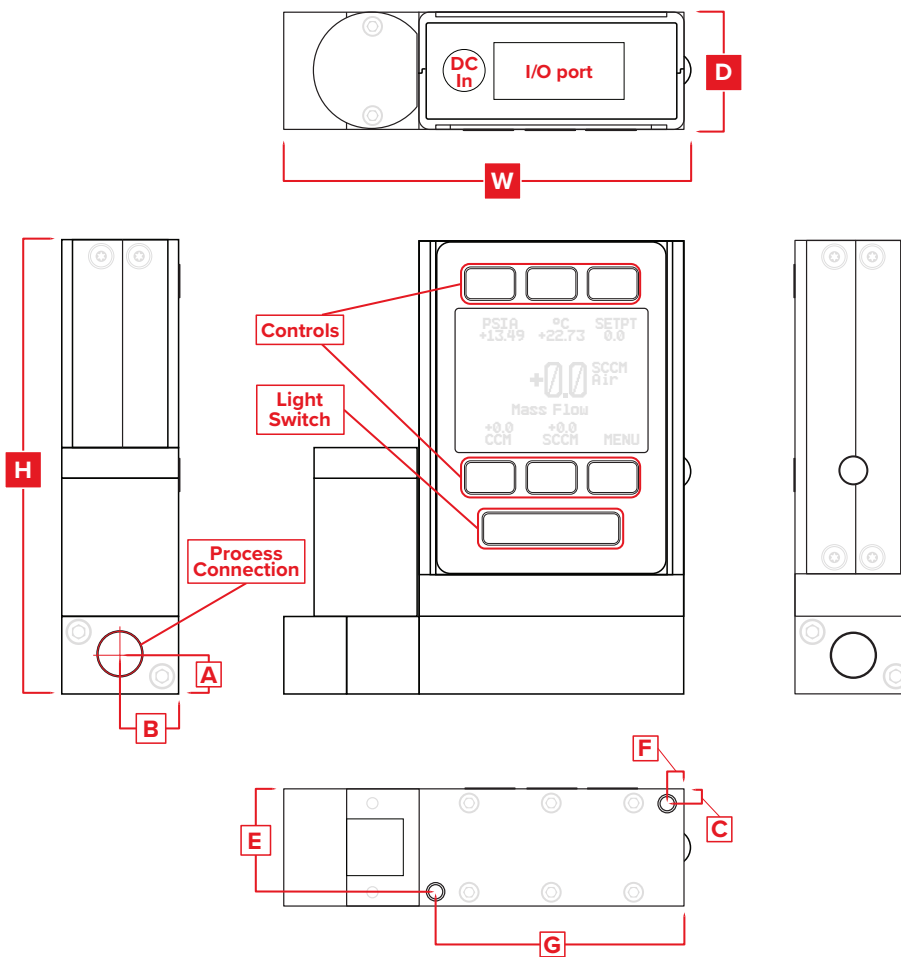 DC
In
I/O port
D
W
H
Controls
PSIA °C SETPT
+13.49 +22.73 0.0
+0.0 SCCM
Air
Mass Flow
+0.0 +0.0
CCM SCCM MENU
Light
Switch
Process
Connection
A
B
F
E
C
G